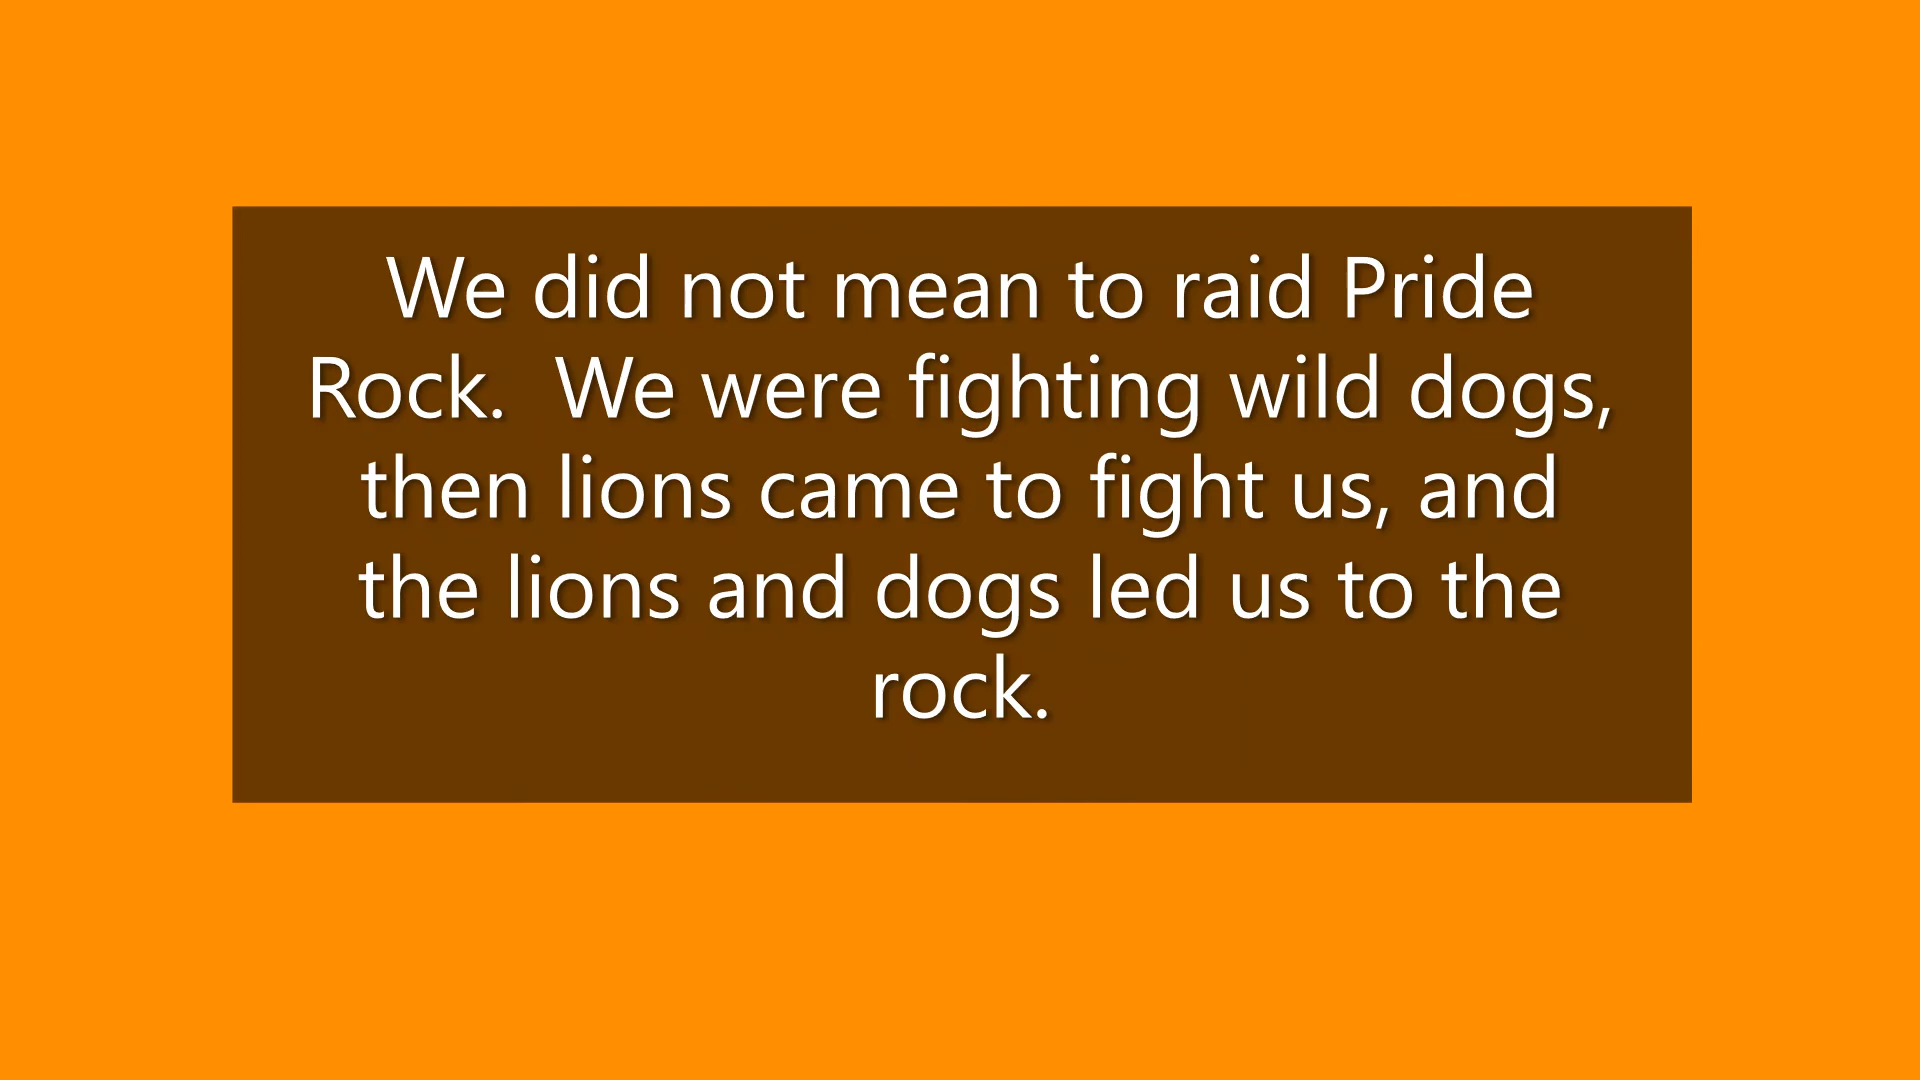 We did not mean to raid Pride
Rock.  We were fighting wild dogs,
then lions came to fight us, and
the lions and dogs led us to the
rock.